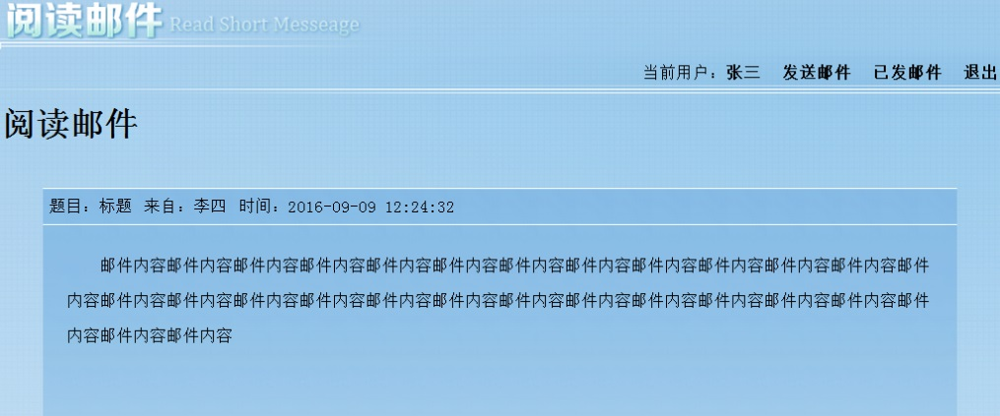 阅读邮件 Read Short Messeage
当前用户：张三 发送邮件 已发邮件 退出
阅读邮件
题目：标题 来自：李四 时间：2016-09-09 12:24:32
邮件内容邮件内容邮件内容邮件内容邮件内容邮件内容邮件内容邮件内容邮件内容邮件内容邮件内容邮件内容邮件
内容邮件内容邮件内容邮件内容邮件内容邮件内容邮件内容邮件内容邮件内容邮件内容邮件内容邮件内容邮件内容邮件
内容邮件内容邮件内容